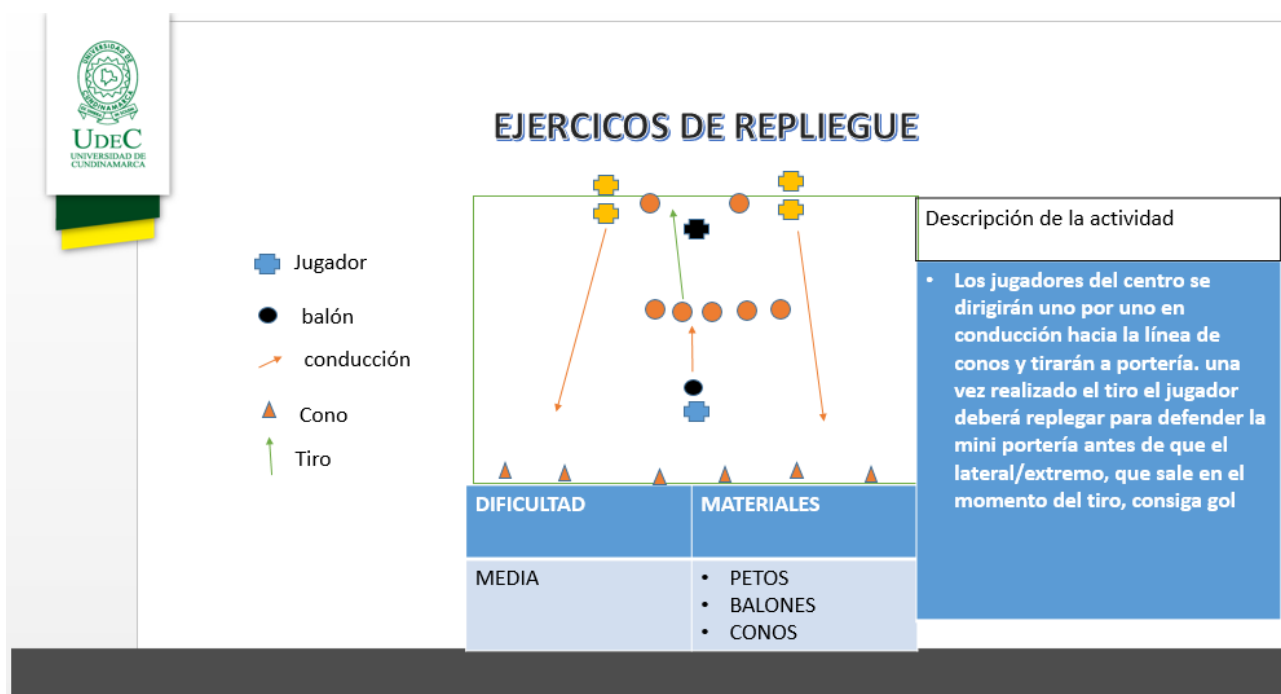 UNIVERSIDAD DE
CUNDINAMARCA
UDEC
UNIVERSIDAD DE
CUNDINAMARCA
EJERCICOS DE REPLIEGUE
Jugador
balón
conducción
Cono
Tiro
Descripción de la actividad
• Los jugadores del centro se
dirigirán uno por uno en
conducción hacia la línea de
conos y tirarán a portería. una
vez realizado el tiro el jugador
deberá replegar para defender la
mini portería antes de que el
lateral/extremo, que sale en el
momento del tiro, consiga gol
DIFICULTAD
MATERIALES
MEDIA
• PETOS
• BALONES
• CONOS